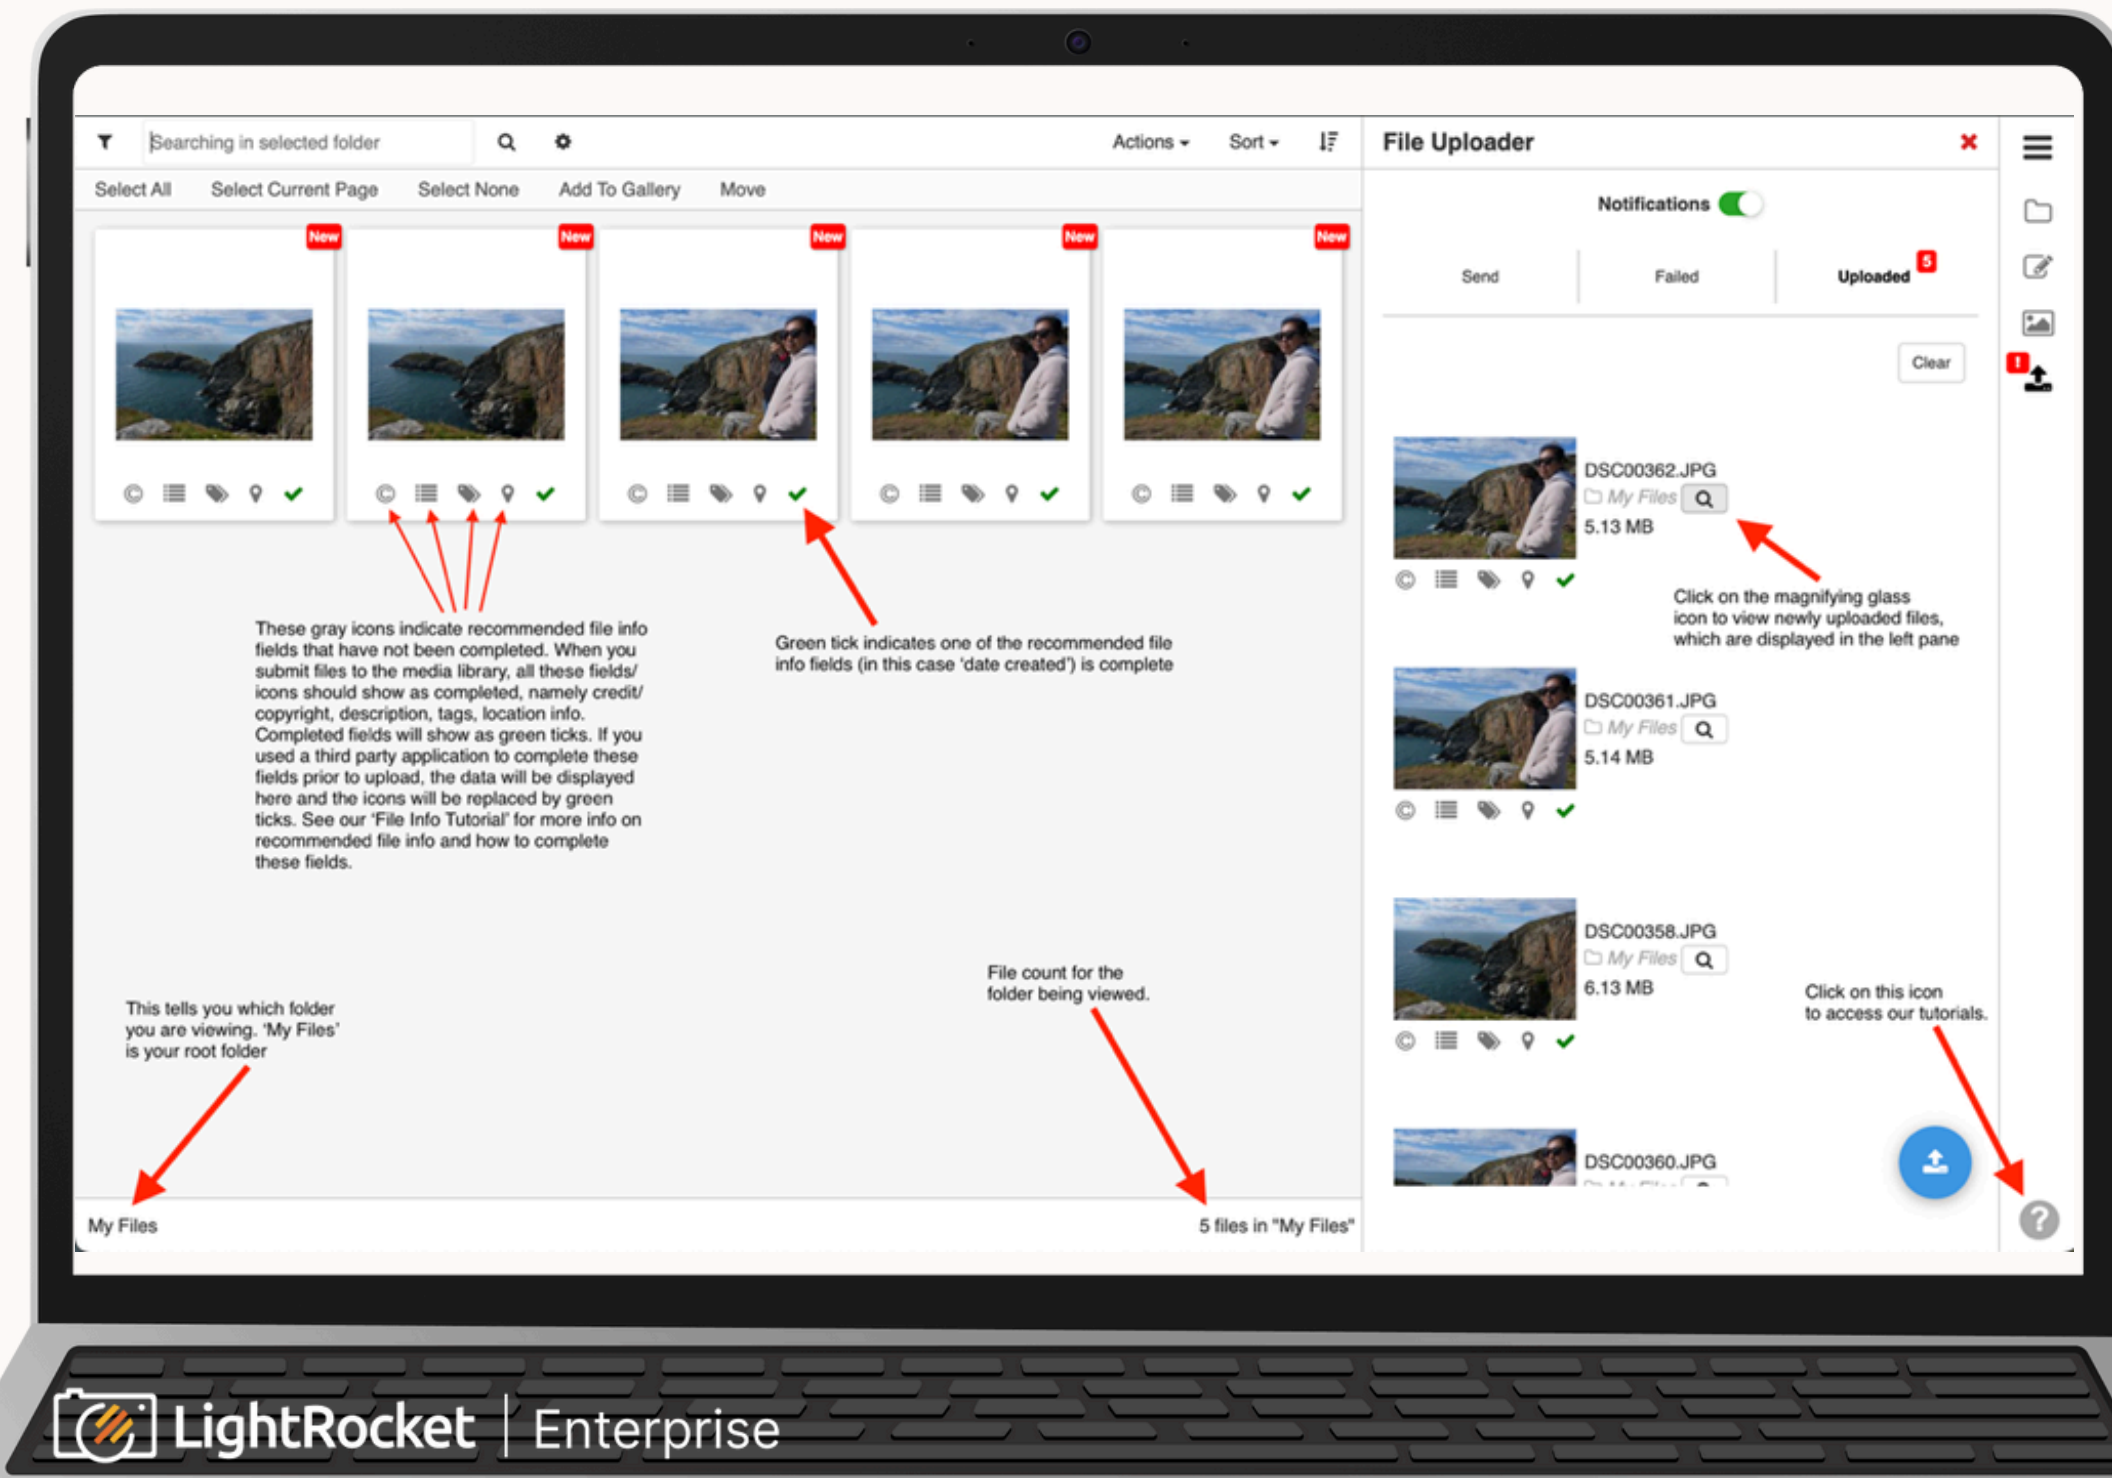 Searching in selected folder
Actions
Sort
Select All
Select Current Page
Select None
Add To Gallery
Move
New
New
New
New
New
These gray icons indicate recommended file info
fields that have not been completed. When you
submit files to the media library, all these fields/
icons should show as completed, namely credit/
copyright, description, tags, location info.
Completed fields will show as green ticks. If you
used a third party application to complete these
fields prior to upload, the data will be displayed
here and the icons will be replaced by green
ticks. See our 'File Info Tutorial' for more info on
recommended file info and how to complete
these fields.
Green tick indicates one of the recommended file
info fields (in this case 'date created') is complete
This tells you which folder
you are viewing. 'My Files'
is your root folder
File count for the
folder being viewed.
My Files
5 files in "My Files"
File Uploader
Notifications
Send
Failed
Uploaded
5
Clear
!
DSC00362.JPG
My Files
5.13 MB
Click on the magnifying glass
icon to view newly uploaded files,
which are displayed in the left pane
DSC00361.JPG
My Files
5.14 MB
DSC00358.JPG
My Files
6.13 MB
Click on this icon
to access our tutorials.
DSC00360.JPG
My Files
?
LightRocket | Enterprise